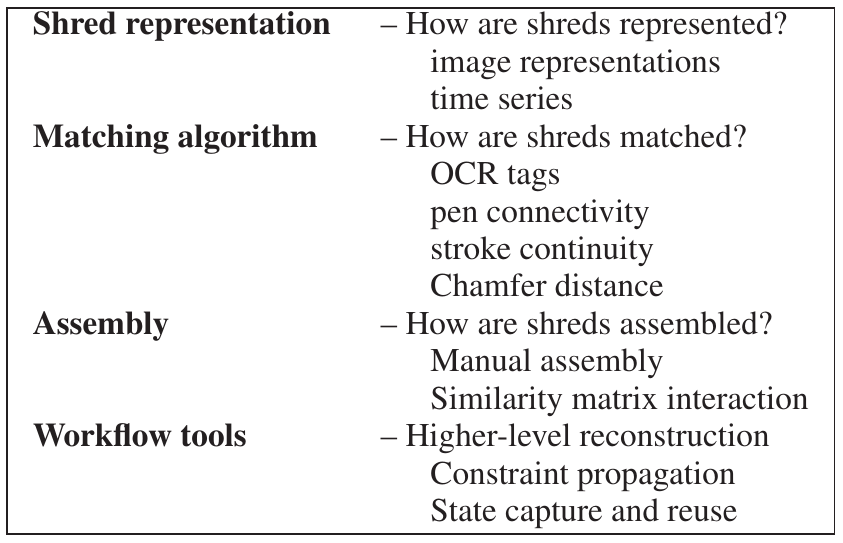 Shred representation – How are shreds represented?
image representations
time series
Matching algorithm – How are shreds matched?
OCR tags
pen connectivity
stroke continuity
Chamfer distance
Assembly – How are shreds assembled?
Manual assembly
Similarity matrix interaction
Workflow tools – Higher-level reconstruction
Constraint propagation
State capture and reuse